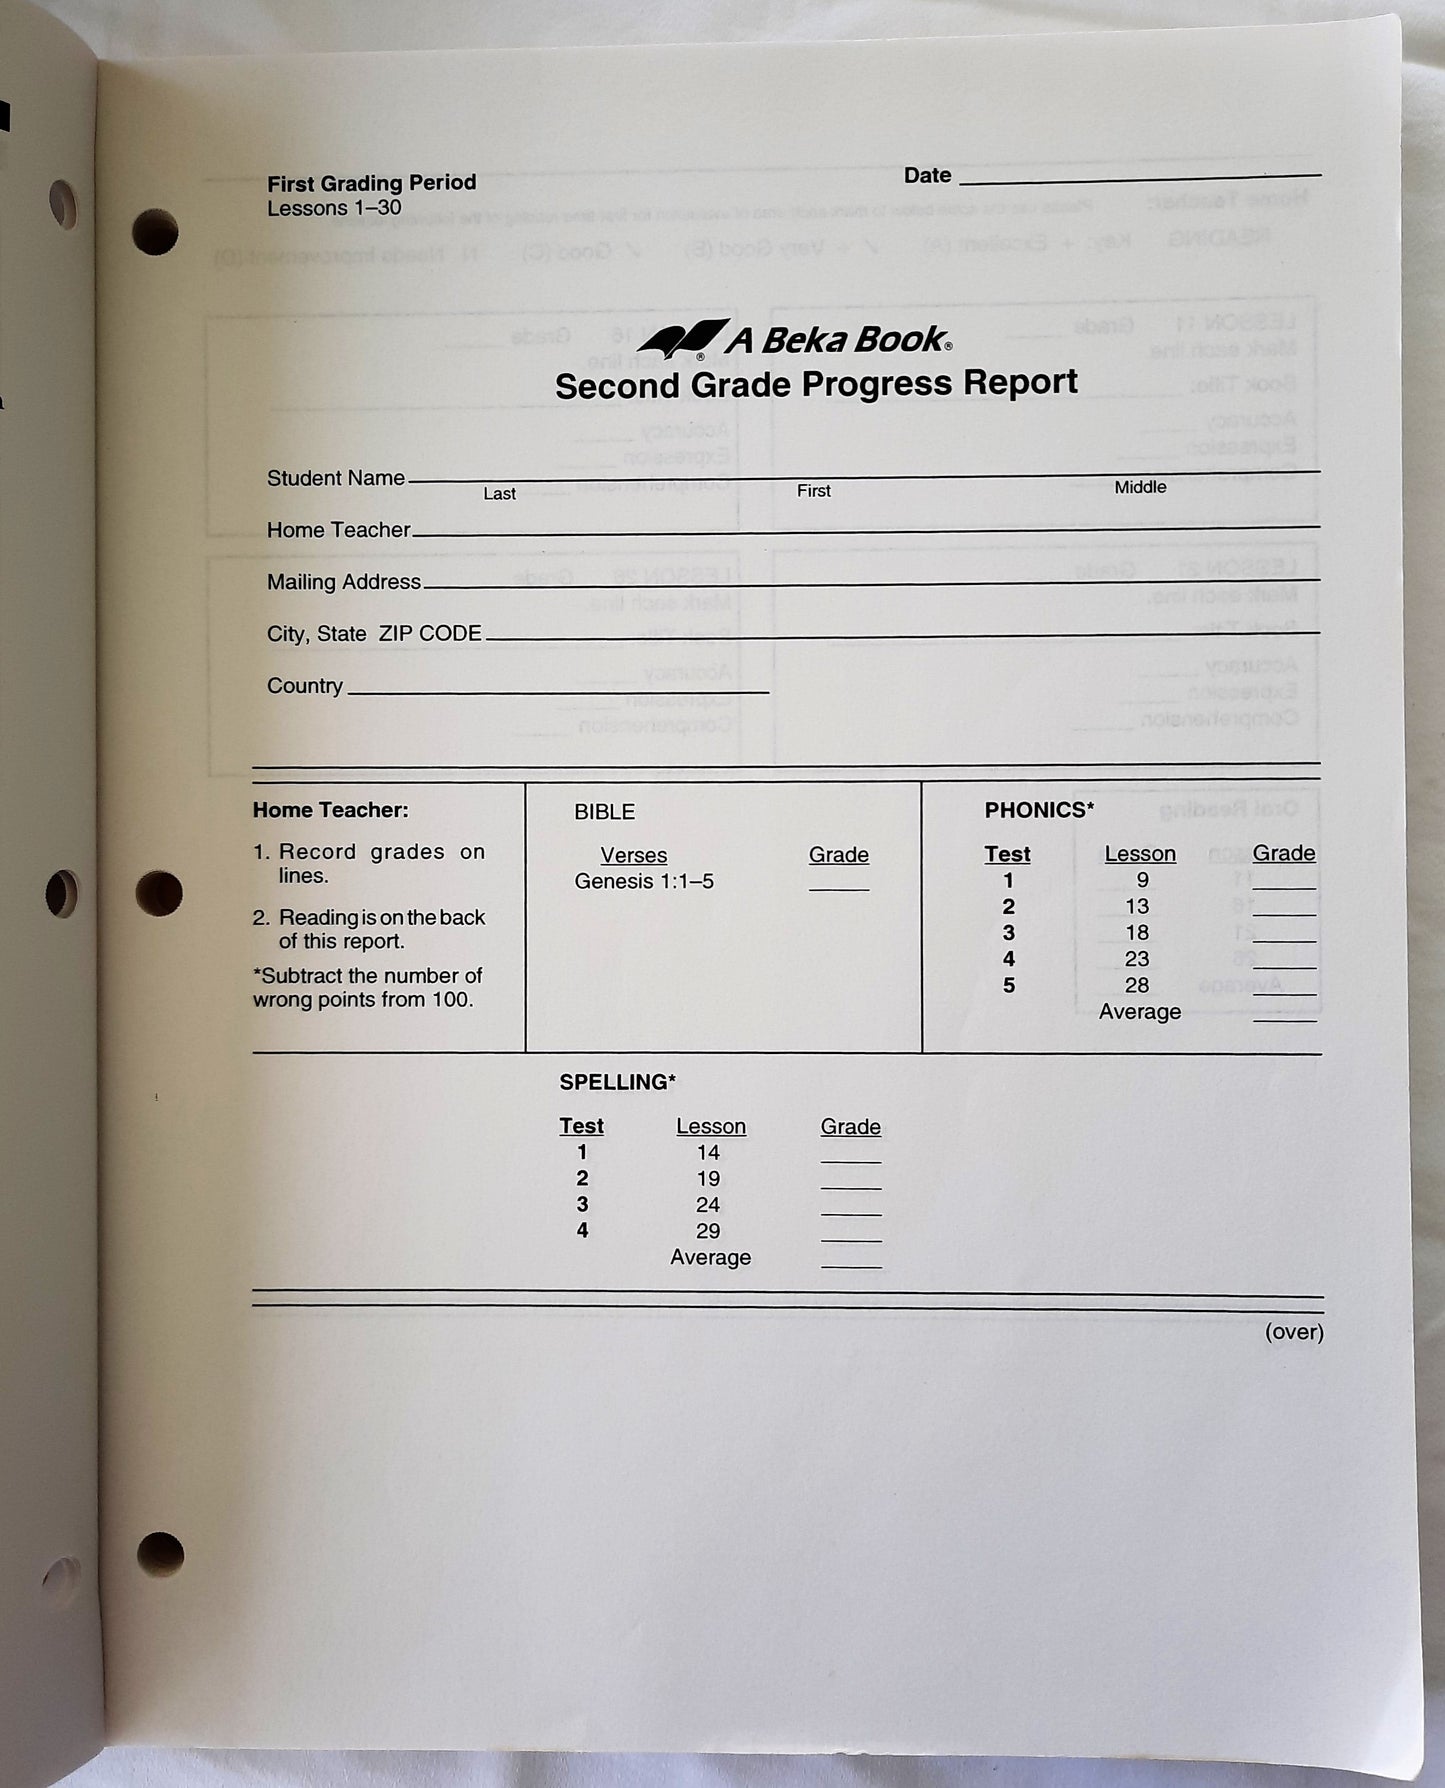 First Grading Period
Date
Lessons 1–30
A Beka Book®
Second Grade Progress Report
Student Name
Last First Middle
Home Teacher
Mailing Address
City, State ZIP CODE
Country
Home Teacher:
1. Record grades on
lines.
2. Reading is on the back
of this report.
*Subtract the number of
wrong points from 100.
BIBLE
Verses Grade
Genesis 1:1–5
PHONICS*
Test Lesson Grade
1 9
2 13
3 18
4 23
5 28
Average
SPELLING*
Test Lesson Grade
1 14
2 19
3 24
4 29
Average
(over)